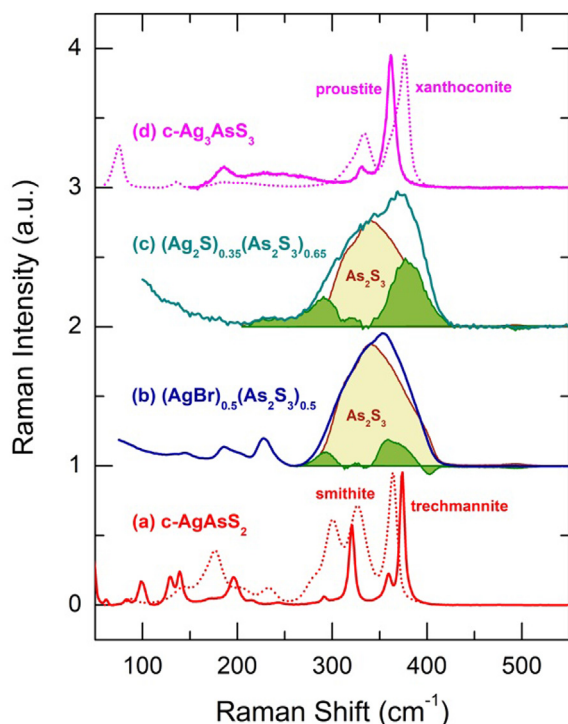 4
proustite
xanthoconite
(d) c-Ag₃AsS₃
3
(c) (Ag₂S)₀.₃₅(As₂S₃)₀.₆₅
As₂S₃
2
(b) (AgBr)₀.₅(As₂S₃)₀.₅
As₂S₃
1
smithite
trechmannite
(a) c-AgAsS₂
0
100 200 300 400 500
Raman Shift (cm⁻¹)
Raman Intensity (a.u.)